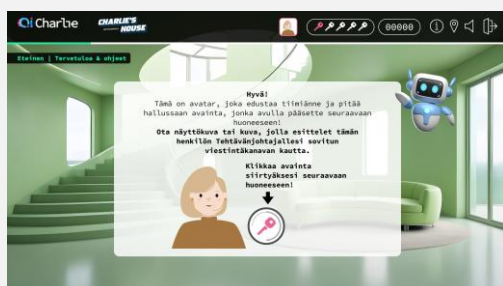 Charlie
CHARLIE'S
HOUSE
00000
Eteinen | Tervetuloa & ohjeet
Hyvä!
Tämä on avatar, joka edustaa tiimiänne ja pitää
hallussaan avainta, jonka avulla pääsette seuraavaan
huoneeseen!
Ota näyttökuva tai kuva, jolla esittelet tämän
henkilön Tehtävänjohtajallesi sovitun
viestintäkanavan kautta.
Klikkaa avainta
siirtyäksesi seuraavaan
huoneeseen!